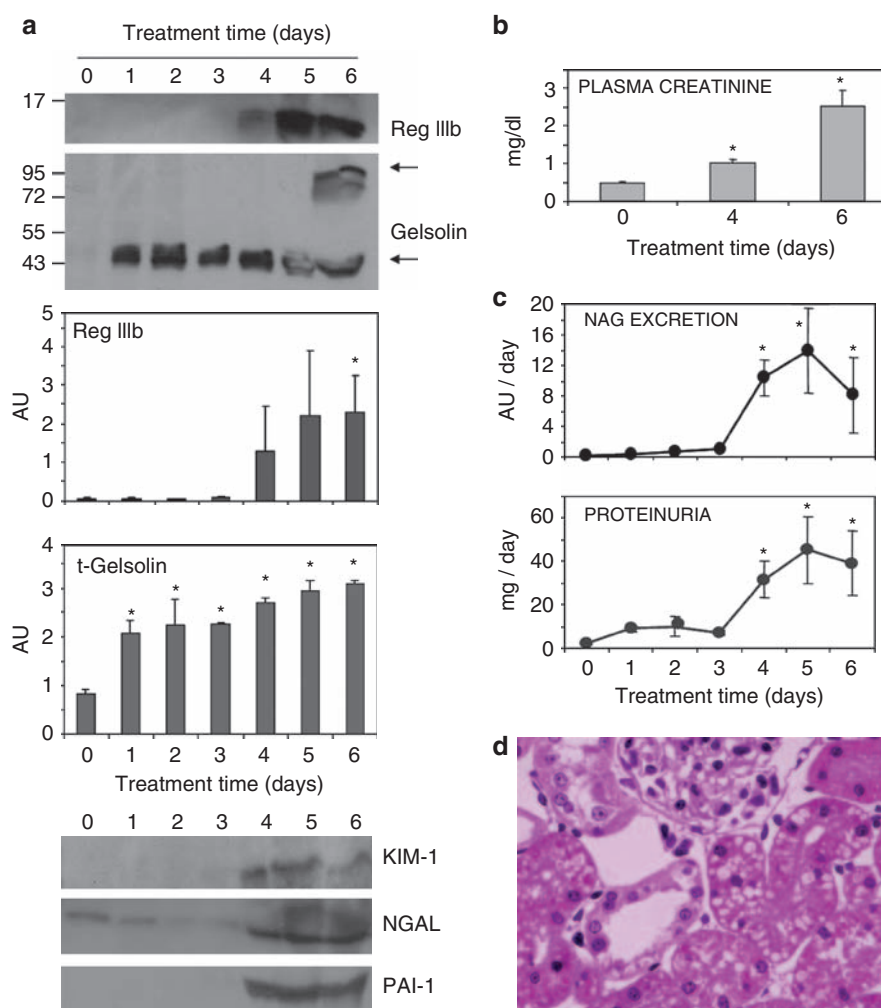 a
Treatment time (days)
0 1 2 3 4 5 6
17
Reg IIIb
95
72
55
43
Gelsolin
5
4
3
2
1
0
AU
Reg IIIb
*
3
2
1
0
AU
t-Gelsolin
* * * * * *
0 1 2 3 4 5 6
Treatment time (days)
0 1 2 3 4 5 6
KIM-1
NGAL
PAI-1
b
PLASMA CREATININE
3
2
1
0
mg/dl
* *
0 4 6
Treatment time (days)
c
NAG EXCRETION
20
16
12
8
4
0
AU / day
* * *
PROTEINURIA
60
40
20
0
mg / day
* * *
0 1 2 3 4 5 6
Treatment time (days)
d